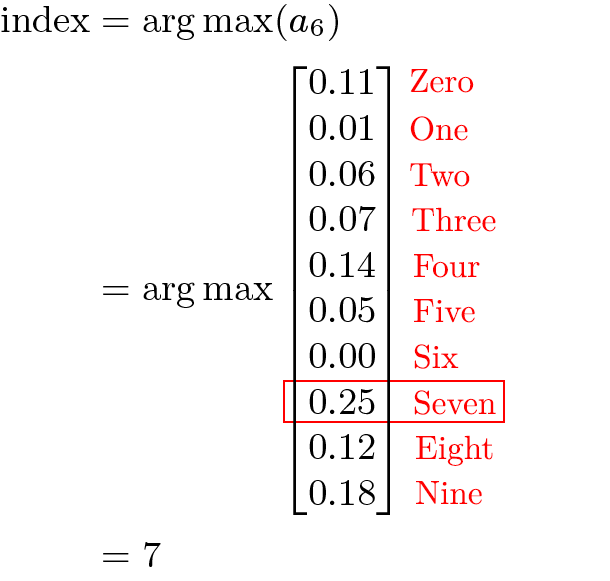 index = arg max(a₆)
0.11 Zero
0.01 One
0.06 Two
0.07 Three
0.14 Four
= arg max
0.05 Five
0.00 Six
0.25 Seven
0.12 Eight
0.18 Nine
= 7